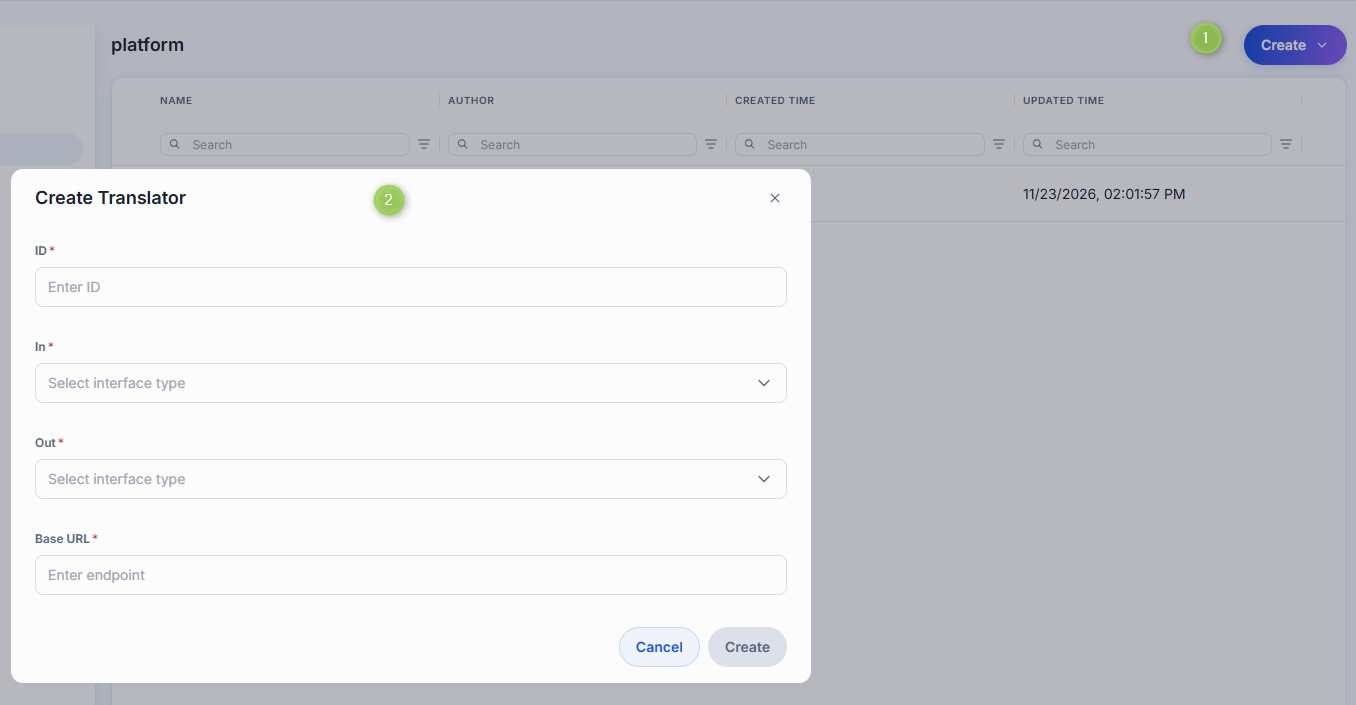 platform
1
Create
NAME
AUTHOR
CREATED TIME
UPDATED TIME
Search
Search
Search
Search
11/23/2026, 02:01:57 PM
Create Translator
2
ID *
Enter ID
In *
Select interface type
Out *
Select interface type
Base URL *
Enter endpoint
Cancel
Create